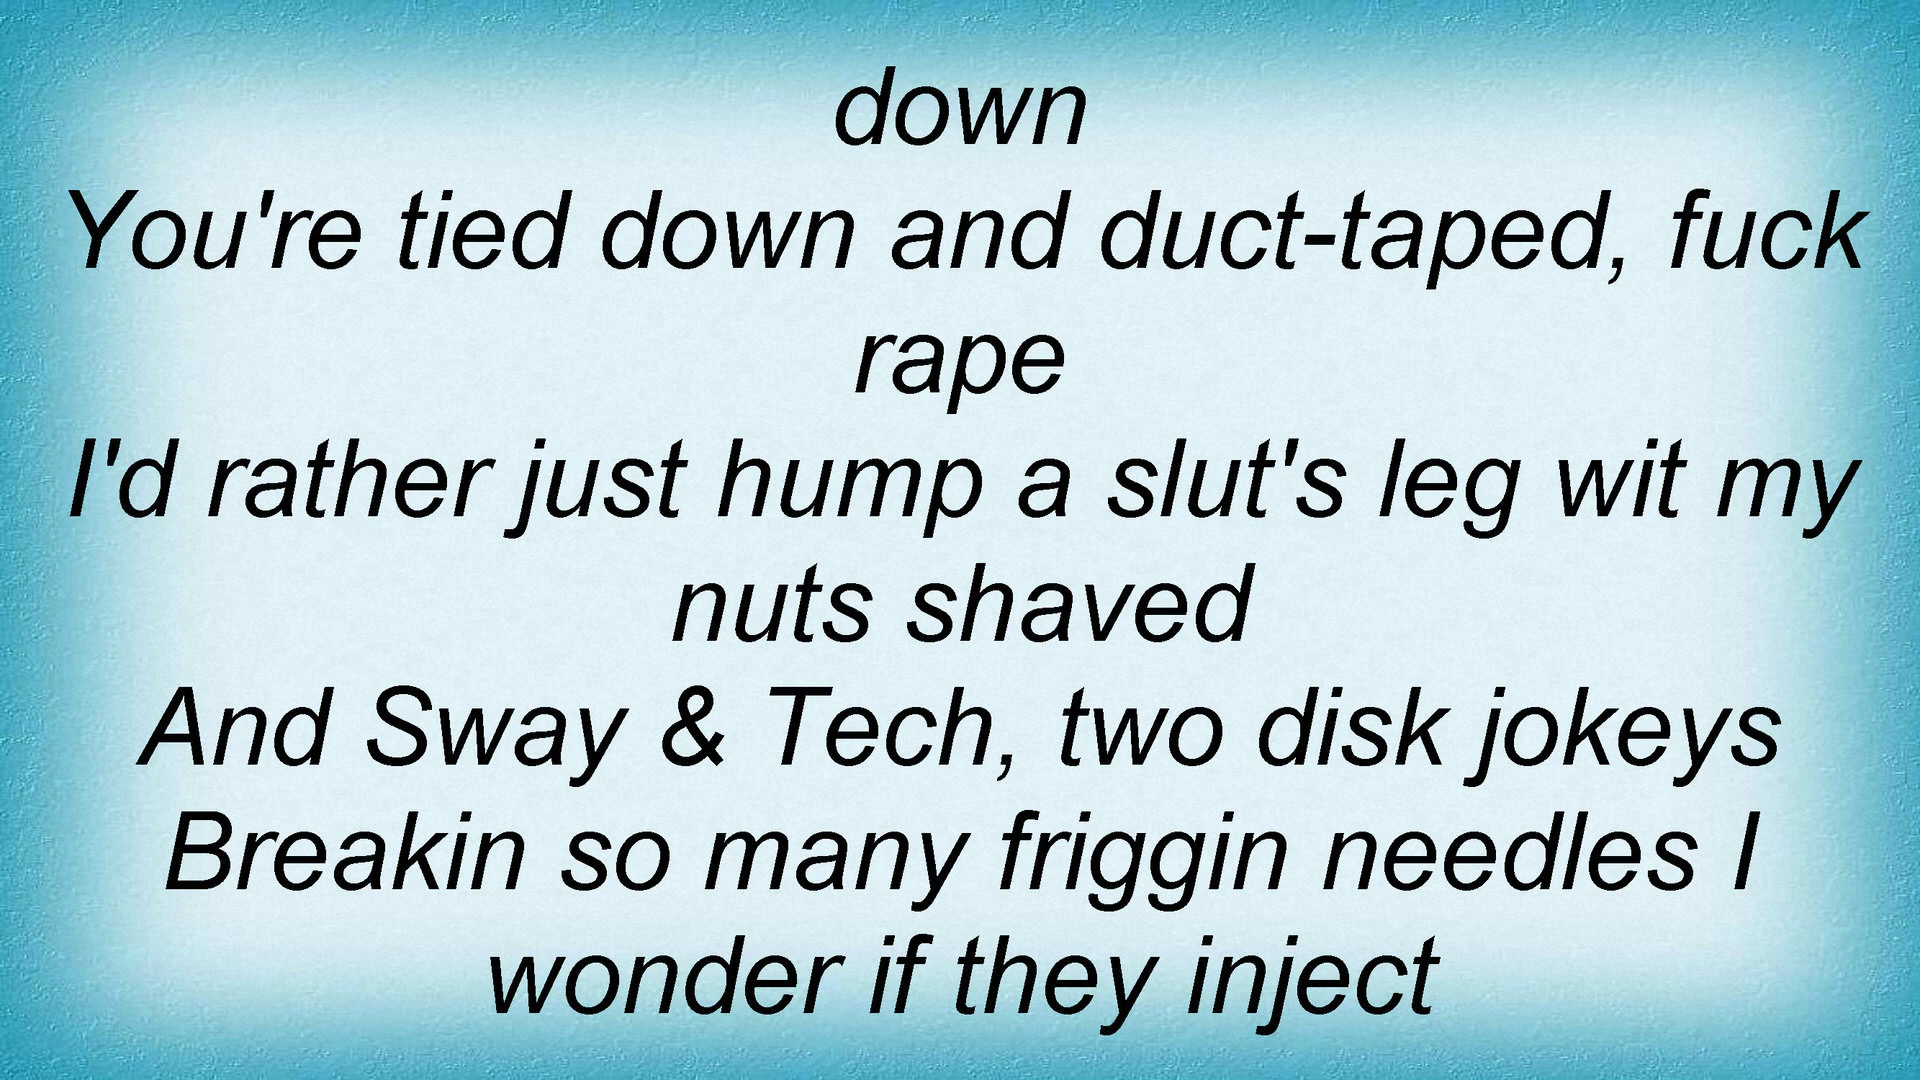 down
You're tied down and duct-taped, fuck
rape
I'd rather just hump a slut's leg wit my
nuts shaved
And Sway & Tech, two disk jokeys
Breakin so many friggin needles I
wonder if they inject